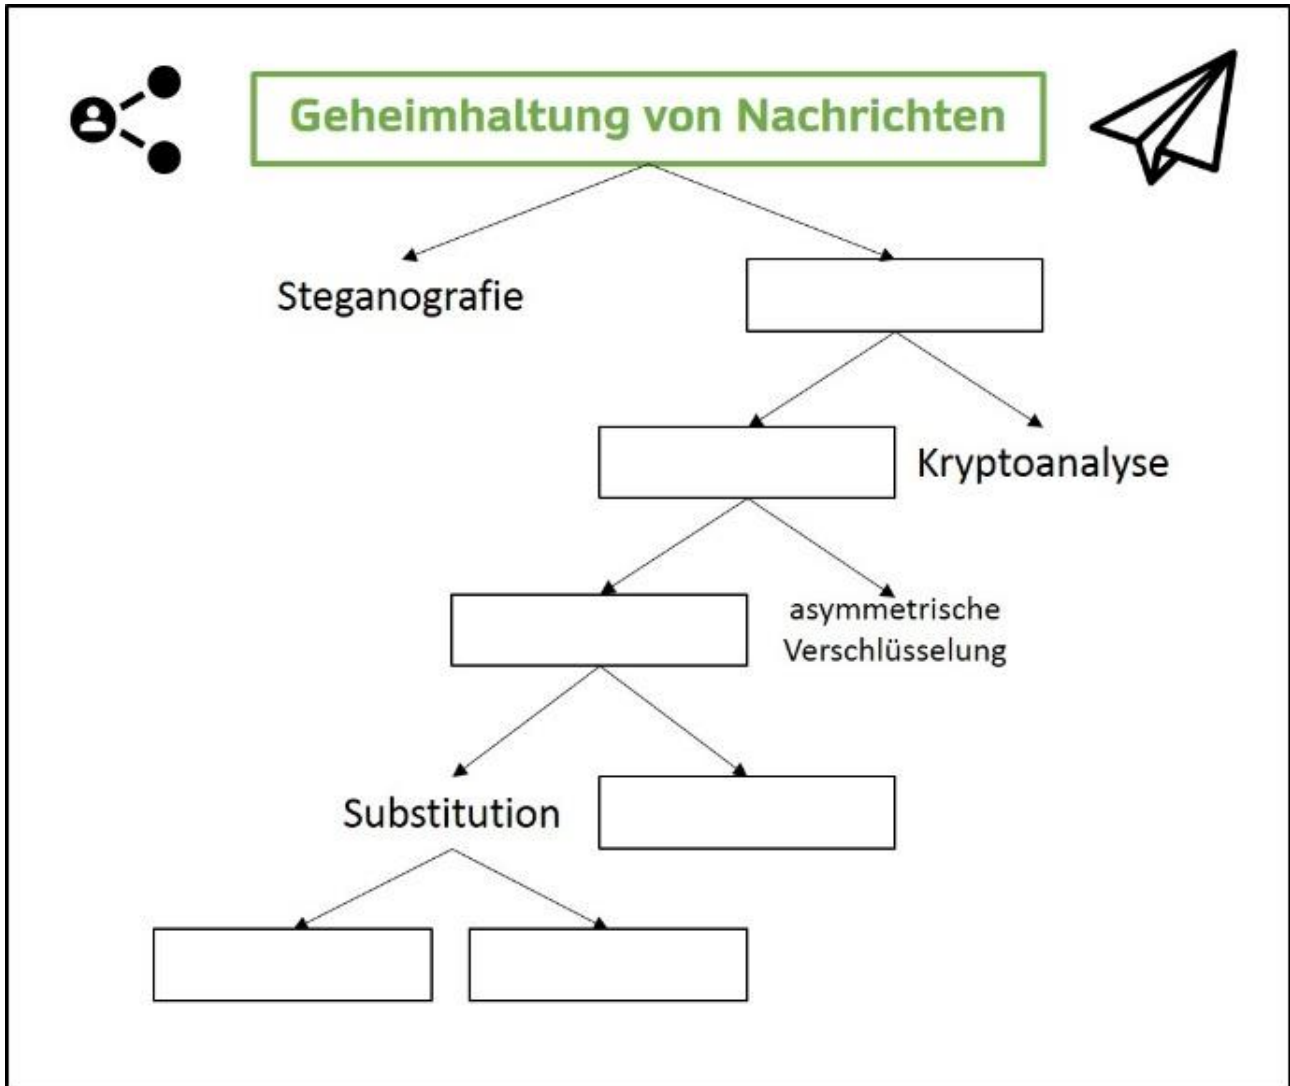 Geheimhaltung von Nachrichten
Steganografie
Kryptoanalyse
asymmetrische
Verschlüsselung
Substitution